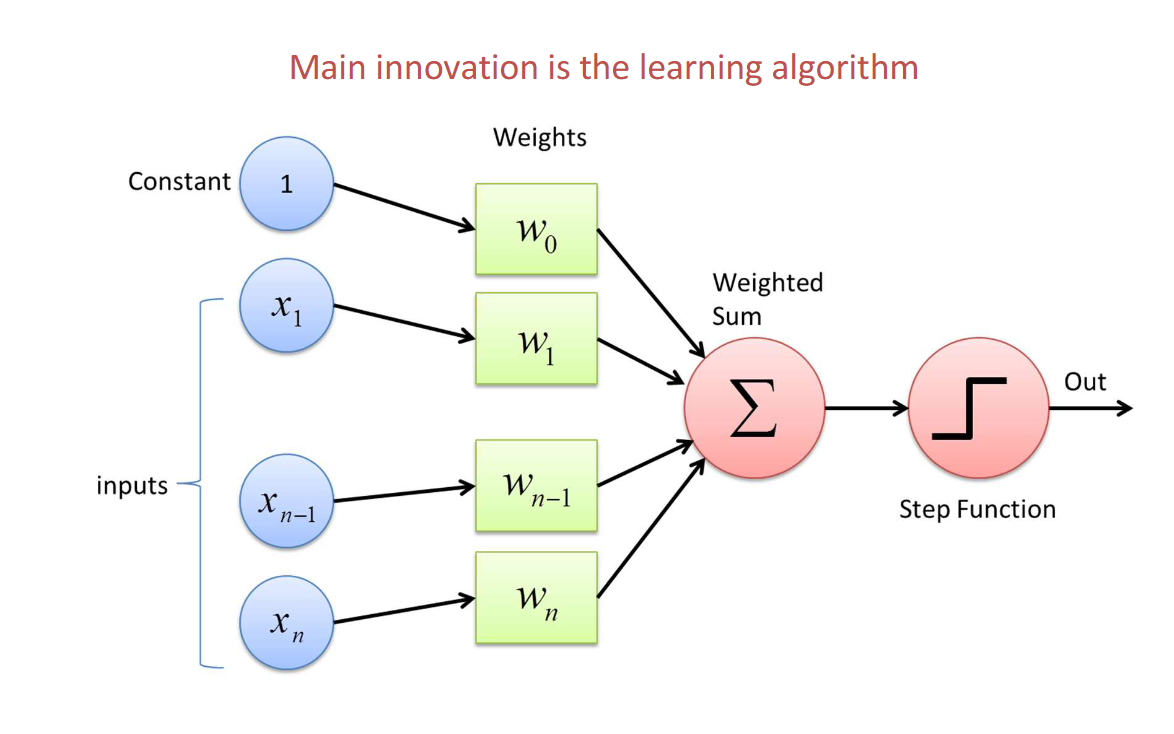 Main innovation is the learning algorithm
Weights
Constant
1
w₀
x₁
w₁
Weighted
Sum
Σ
Out
inputs
xₙ₋₁
wₙ₋₁
Step Function
xₙ
wₙ